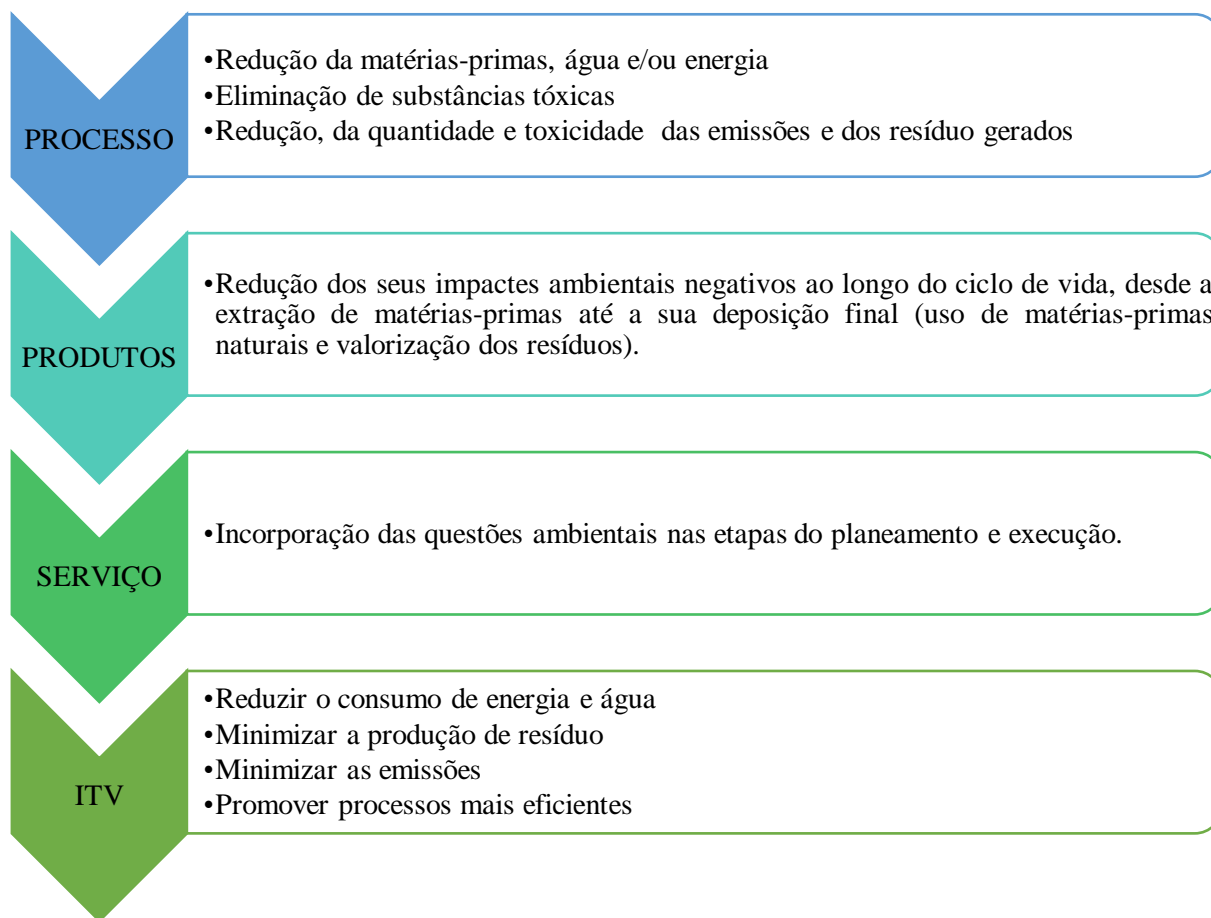 PROCESSO
•Redução da matérias-primas, água e/ou energia
•Eliminação de substâncias tóxicas
•Redução, da quantidade e toxicidade das emissões e dos resíduo gerados
PRODUTOS
•Redução dos seus impactes ambientais negativos ao longo do ciclo de vida, desde a
extração de matérias-primas até a sua deposição final (uso de matérias-primas
naturais e valorização dos resíduos).
SERVIÇO
•Incorporação das questões ambientais nas etapas do planeamento e execução.
ITV
•Reduzir o consumo de energia e água
•Minimizar a produção de resíduo
•Minimizar as emissões
•Promover processos mais eficientes